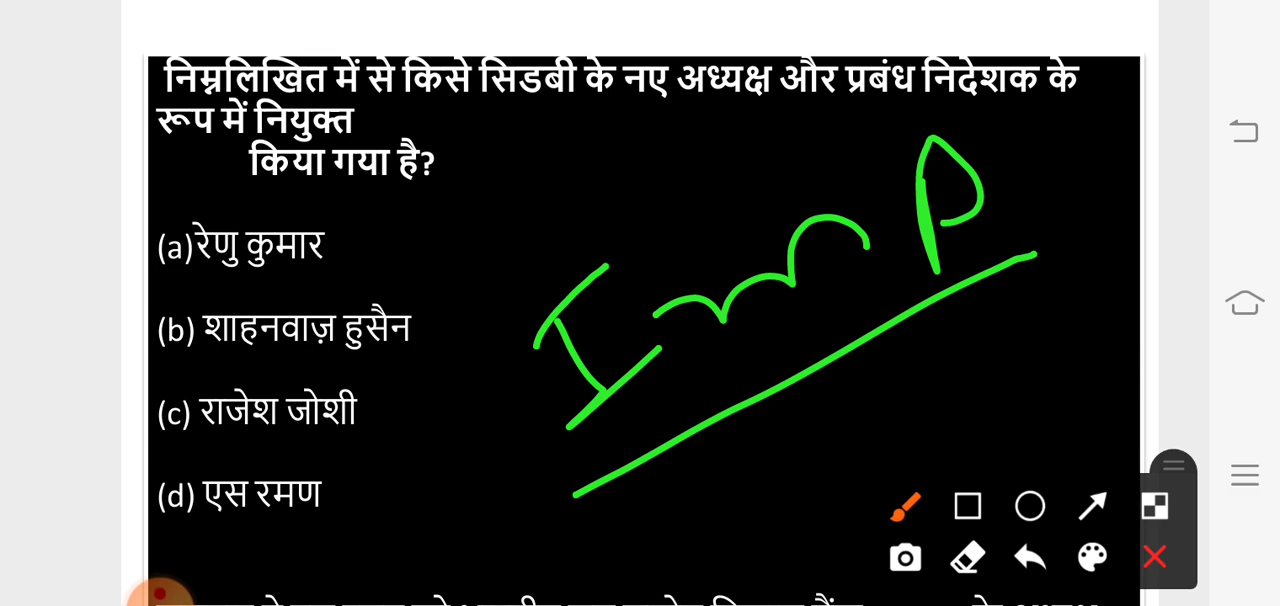 निम्नलिखित में से किसे सिडबी के नए अध्यक्ष और प्रबंध निदेशक के
रूप में नियुक्त
किया गया है?
(a)रेणु कुमार
(b) शाहनवाज़ हुसैन
(c) राजेश जोशी
(d) एस रमण
Imp